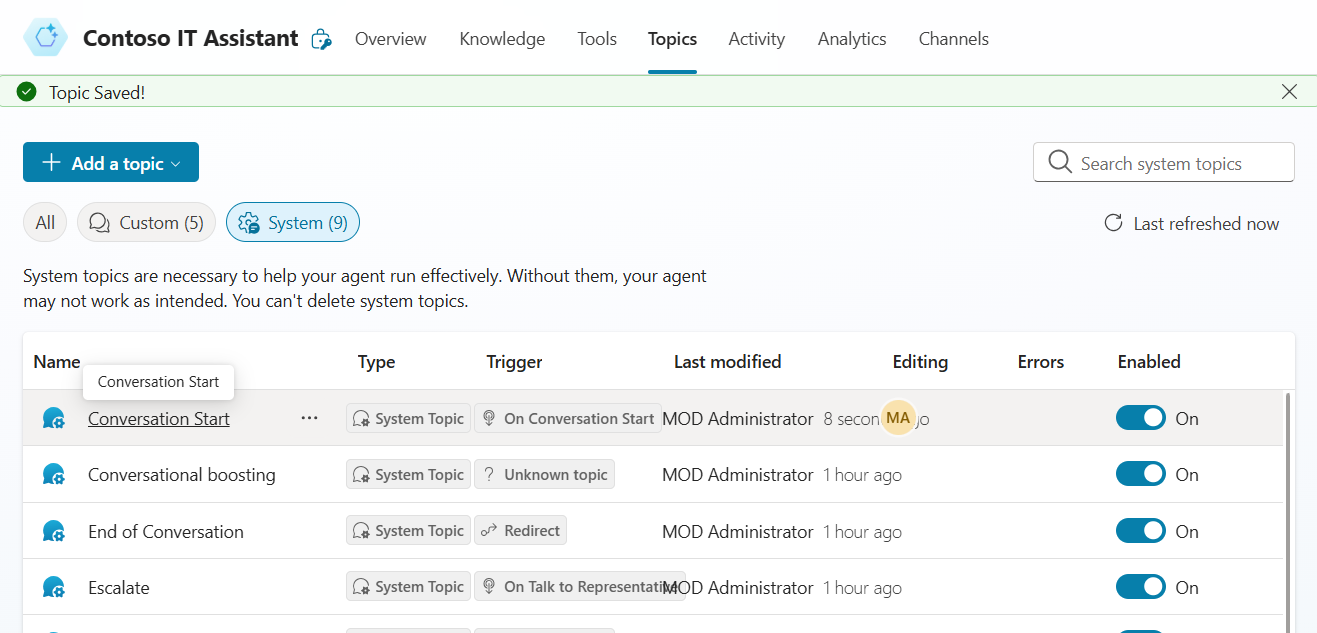 Contoso IT Assistant Overview Knowledge Tools Topics Activity Analytics Channels
Topic Saved!
Add a topic Search system topics
All Custom (5) System (9) Last refreshed now
System topics are necessary to help your agent run effectively. Without them, your agent
may not work as intended. You can't delete system topics.
Name Type Trigger Last modified Editing Errors Enabled
Conversation Start
Conversation Start ... System Topic On Conversation Start MOD Administrator 8 MA On
Conversational boosting System Topic ? Unknown topic MOD Administrator 1 hour ago On
End of Conversation System Topic Redirect MOD Administrator 1 hour ago On
Escalate System Topic On Talk to Representative MOD Administrator 1 hour ago On